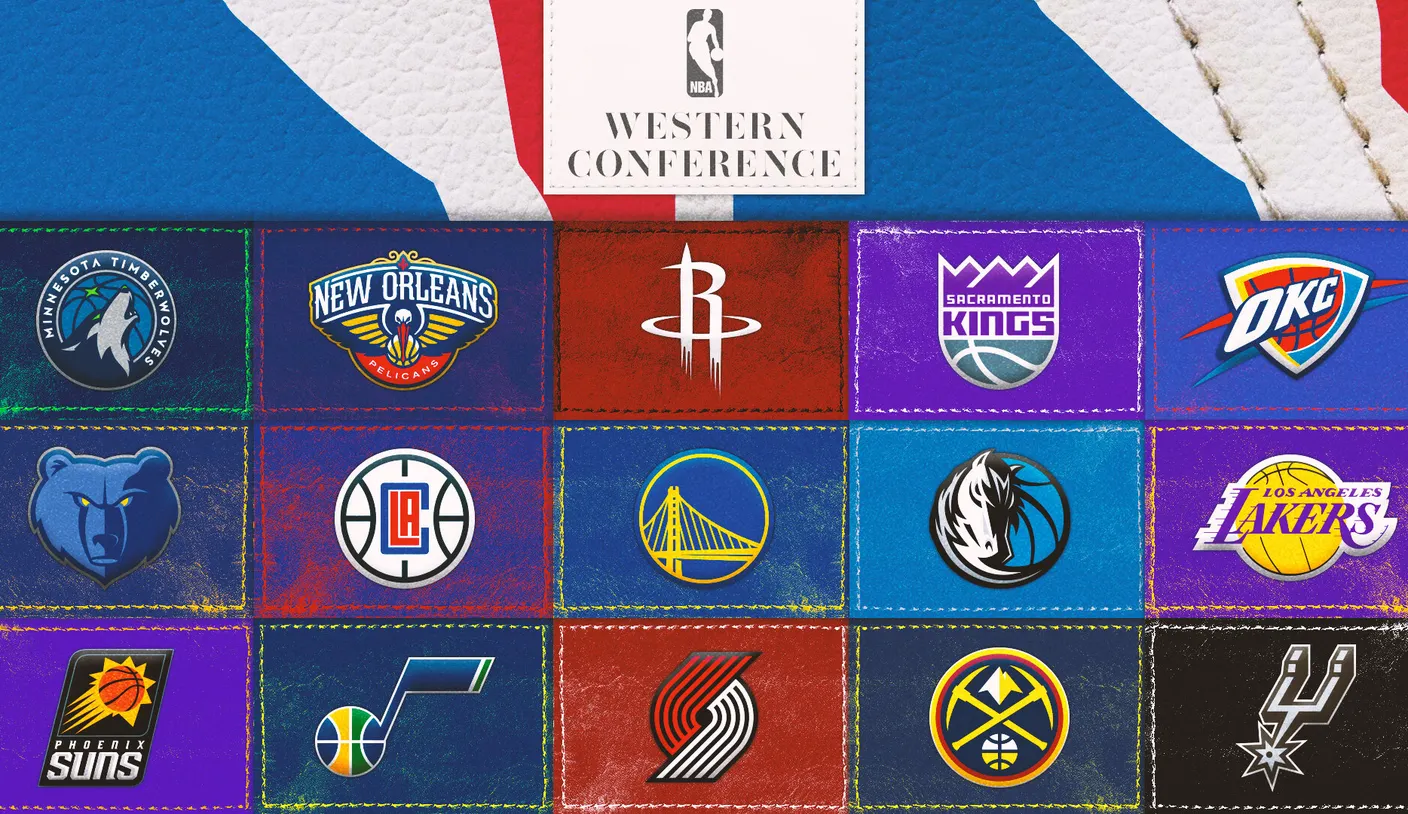 NBA
WESTERN
CONFERENCE
MINNESOTA TIMBERWOLVES
NEW ORLEANS
PELICANS
R
SACRAMENTO
KINGS
OKC
LA
LOS ANGELES
LAKERS
PHOENIX
SUNS